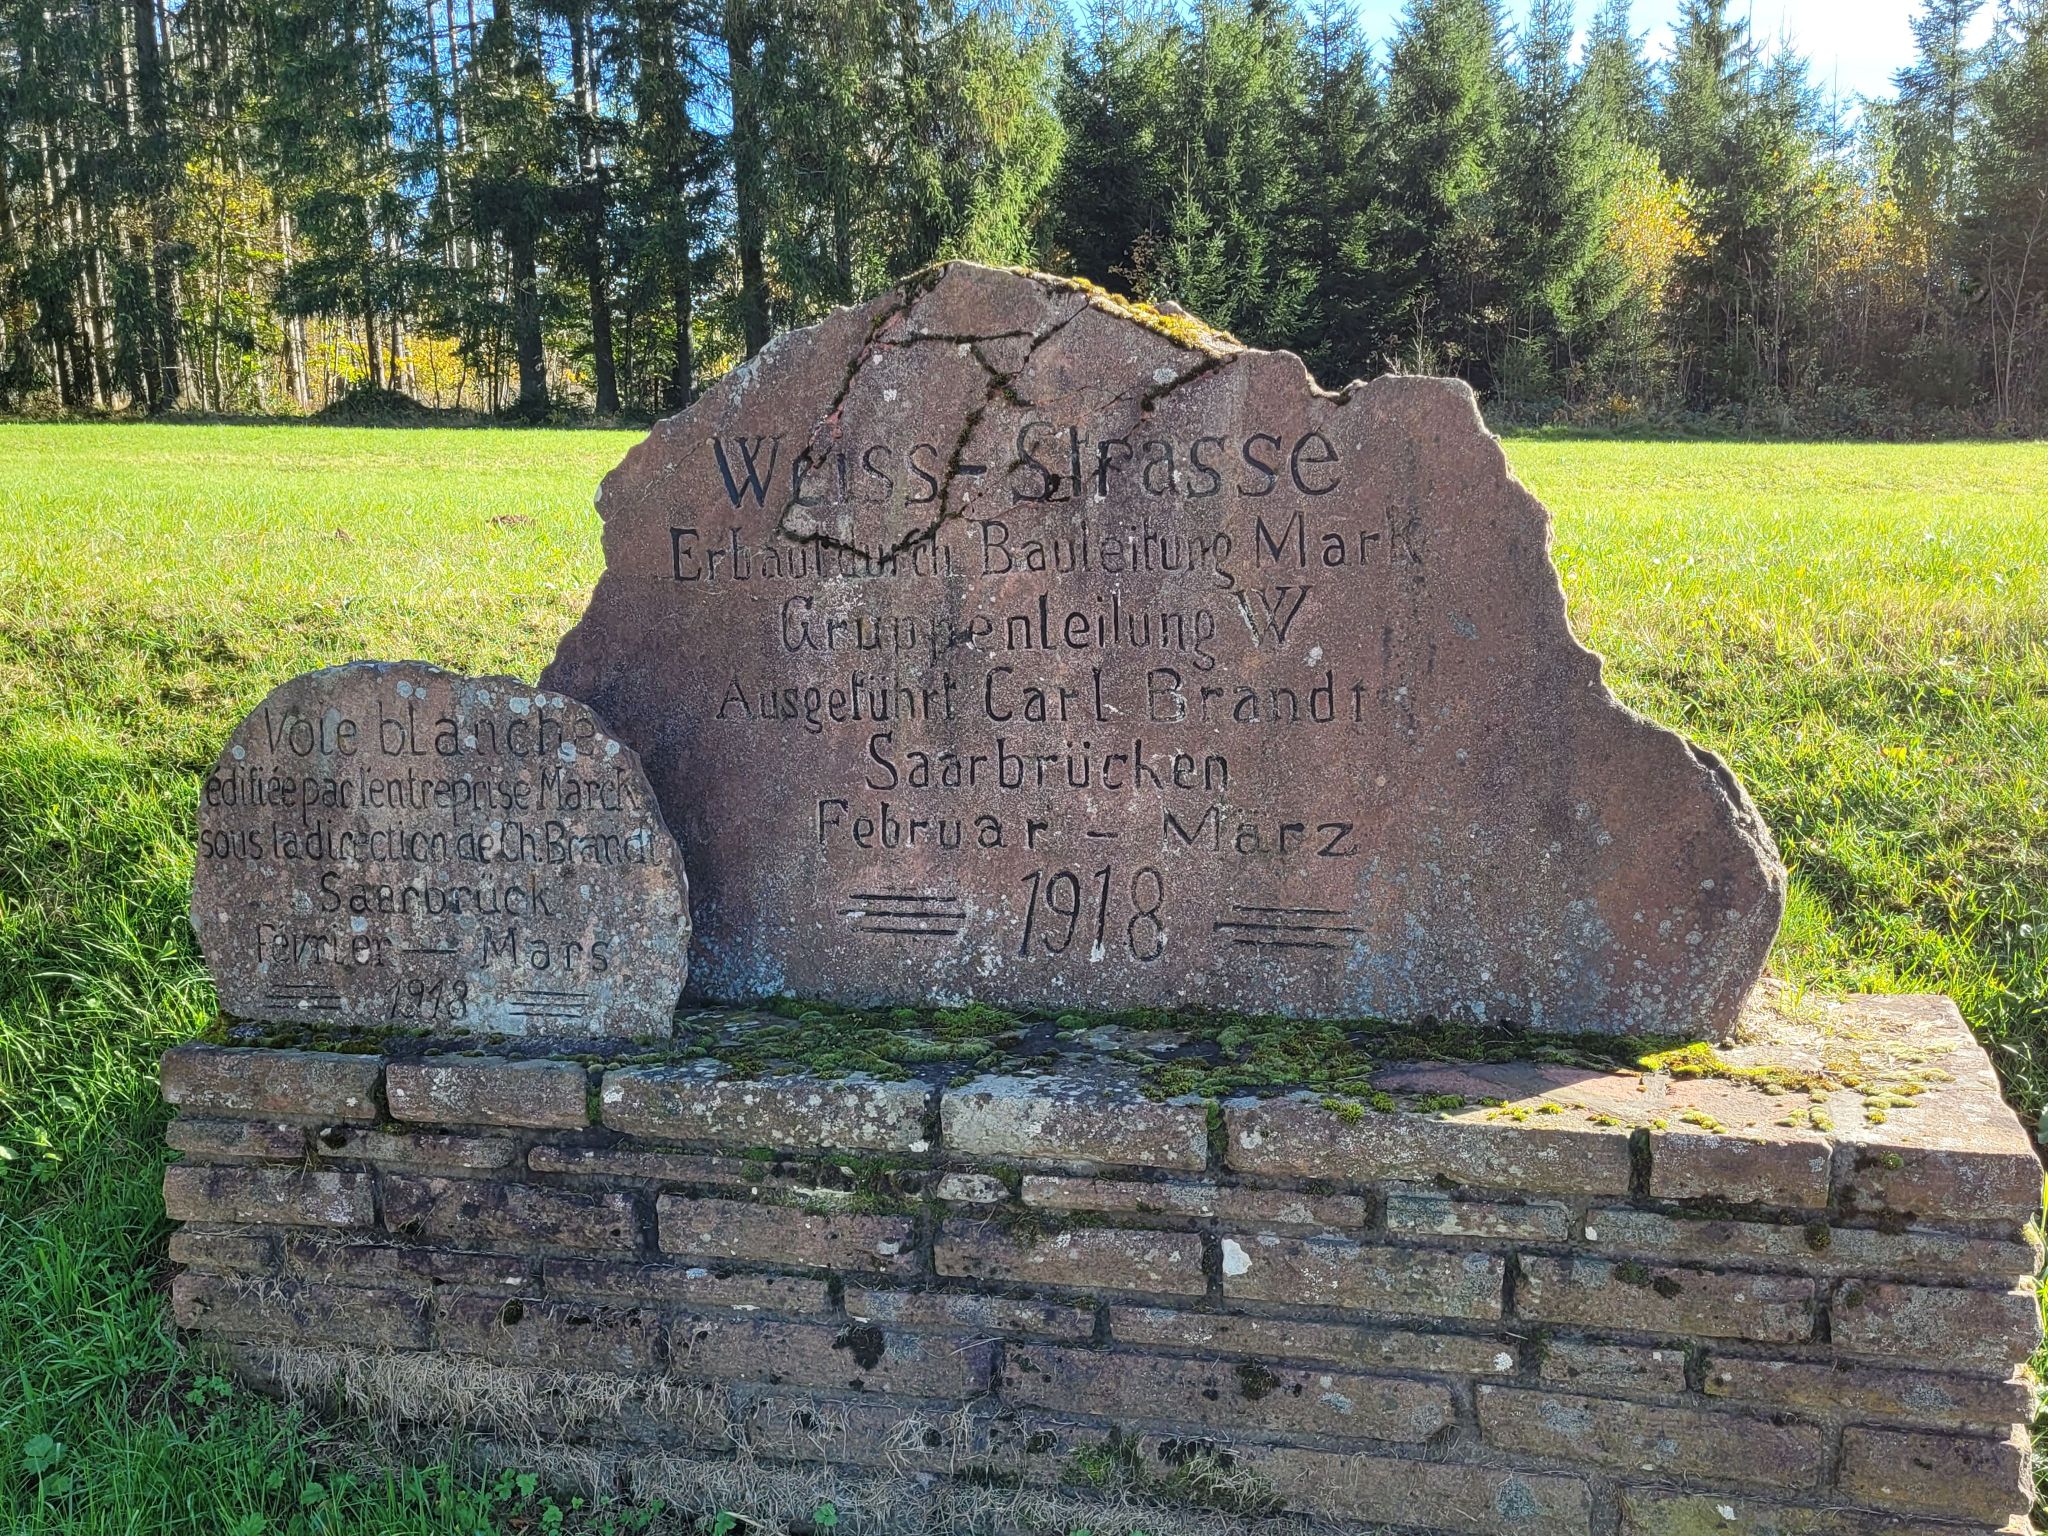 Weiss-Strasse
Erbaut durch Bauleitung Mark
Gruppenleitung W
Ausgeführt Carl Brandt
Saarbrücken
Februar - März
1918
Voie blanche
édifiée par l'entreprise Marck
sous la direction de Ch. Brandt
Saarbrück
Fevrier - Mars
1918